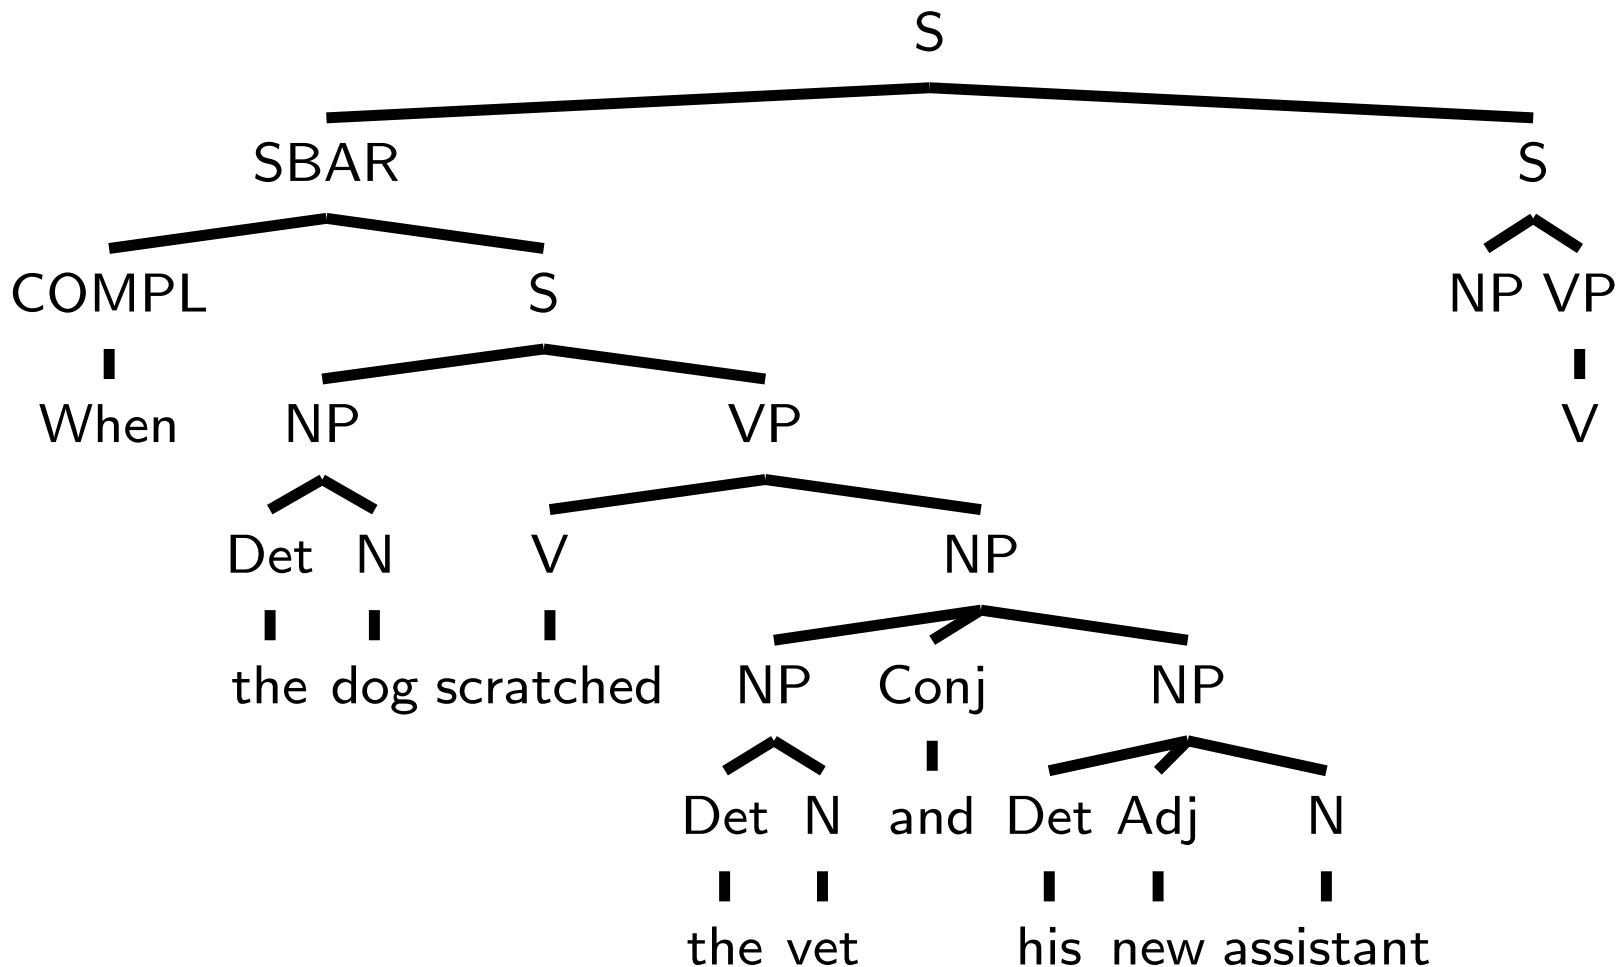 S
SBAR S
COMPL S NP VP
When NP VP V
Det N V NP
the dog scratched NP Conj NP
Det N and Det Adj N
the vet his new assistant